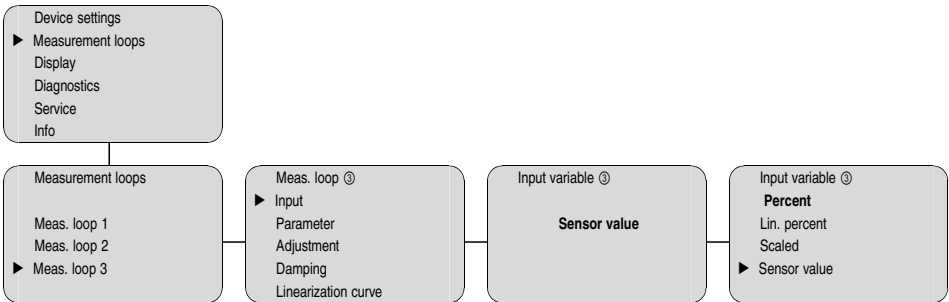 Device settings
▶ Measurement loops
Display
Diagnostics
Service
Info
Measurement loops
Meas. loop 1
Meas. loop 2
▶ Meas. loop 3
Meas. loop ③
▶ Input
Parameter
Adjustment
Damping
Linearization curve
Input variable ③
Sensor value
Input variable ③
Percent
Lin. percent
Scaled
▶ Sensor value